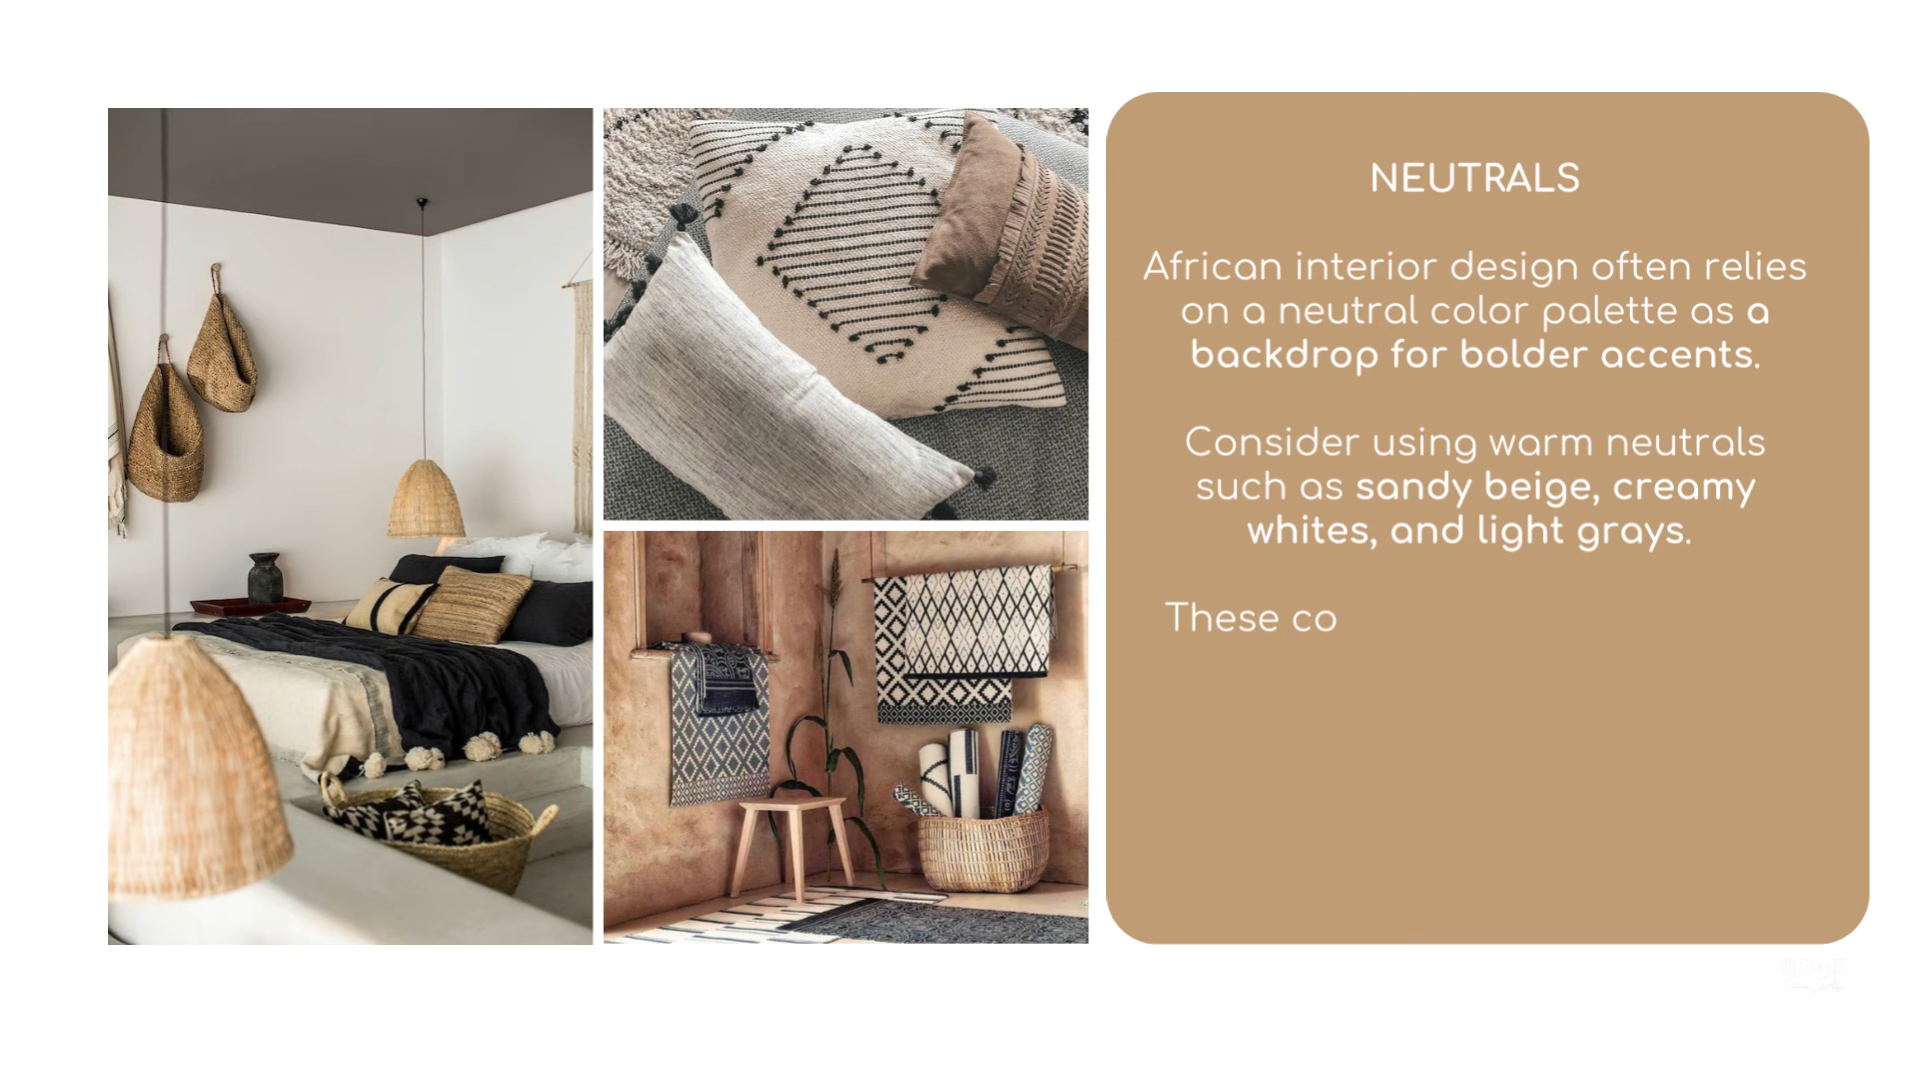 NEUTRALS
African interior design often relies
on a neutral color palette as a
backdrop for bolder accents.
Consider using warm neutrals
such as sandy beige, creamy
whites, and light grays.
These co